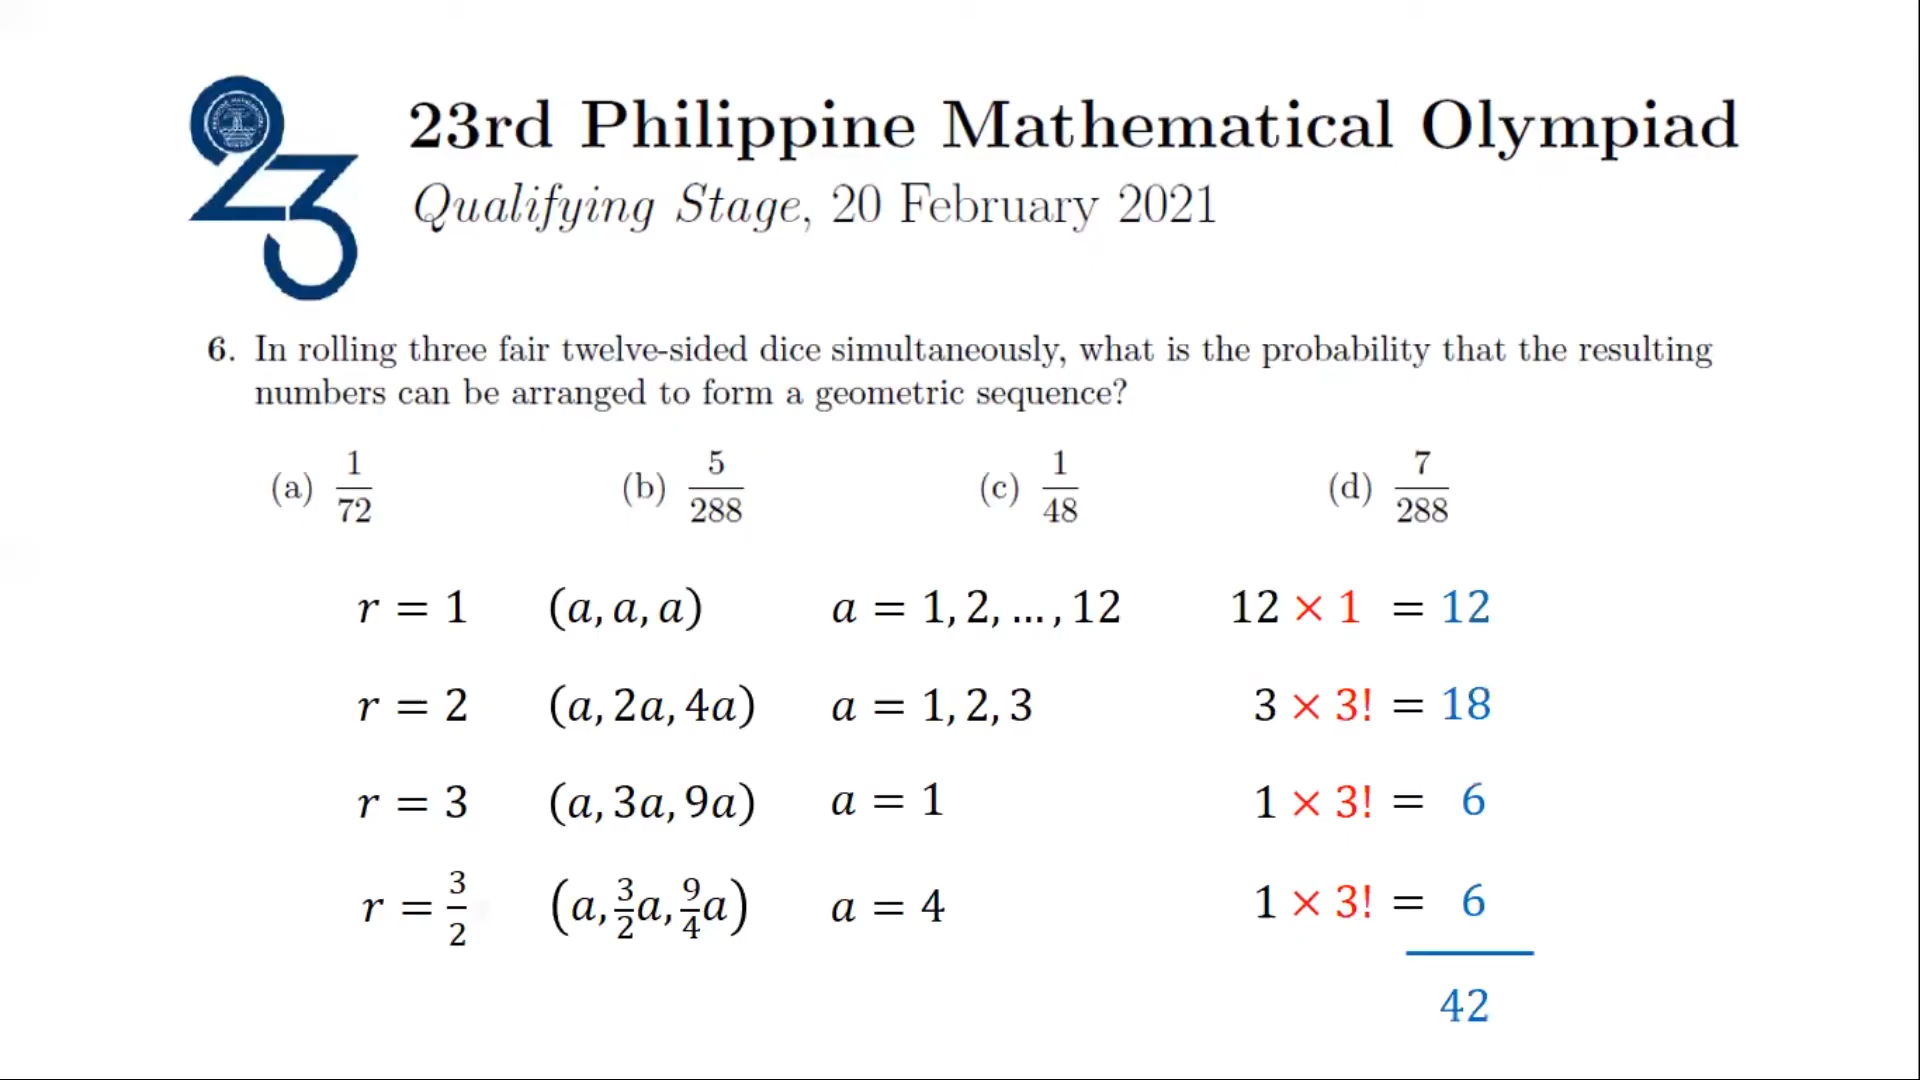 23
23rd Philippine Mathematical Olympiad
Qualifying Stage, 20 February 2021
6. In rolling three fair twelve-sided dice simultaneously, what is the probability that the resulting
numbers can be arranged to form a geometric sequence?
(a) 1/72 (b) 5/288 (c) 1/48 (d) 7/288
r = 1 (a, a, a) a = 1, 2, ..., 12 12 × 1 = 12
r = 2 (a, 2a, 4a) a = 1, 2, 3 3 × 3! = 18
r = 3 (a, 3a, 9a) a = 1 1 × 3! = 6
r = 3/2 (a, 3/2 a, 9/4 a) a = 4 1 × 3! = 6
42